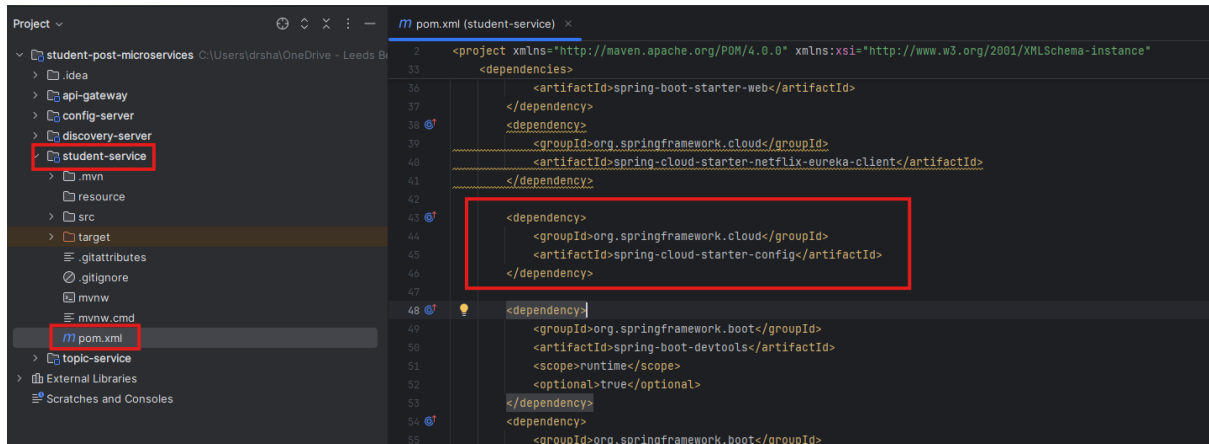 Project
student-post-microservices C:\Users\drsha\OneDrive - Leeds Be
.idea
api-gateway
config-server
discovery-server
student-service
.mvn
resource
src
target
.gitattributes
.gitignore
mvnw
mvnw.cmd
pom.xml
topic-service
External Libraries
Scratches and Consoles
pom.xml (student-service)
2 <project xmlns="http://maven.apache.org/POM/4.0.0" xmlns:xsi="http://www.w3.org/2001/XMLSchema-instance"
33 <dependencies>
36 <artifactId>spring-boot-starter-web</artifactId>
37 </dependency>
38 <dependency>
39 <groupId>org.springframework.cloud</groupId>
40 <artifactId>spring-cloud-starter-netflix-eureka-client</artifactId>
41 </dependency>
42
43 <dependency>
44 <groupId>org.springframework.cloud</groupId>
45 <artifactId>spring-cloud-starter-config</artifactId>
46 </dependency>
47
48 <dependency>
49 <groupId>org.springframework.boot</groupId>
50 <artifactId>spring-boot-devtools</artifactId>
51 <scope>runtime</scope>
52 <optional>true</optional>
53 </dependency>
54 <dependency>
55 <groupId>org.springframework.boot</groupId>